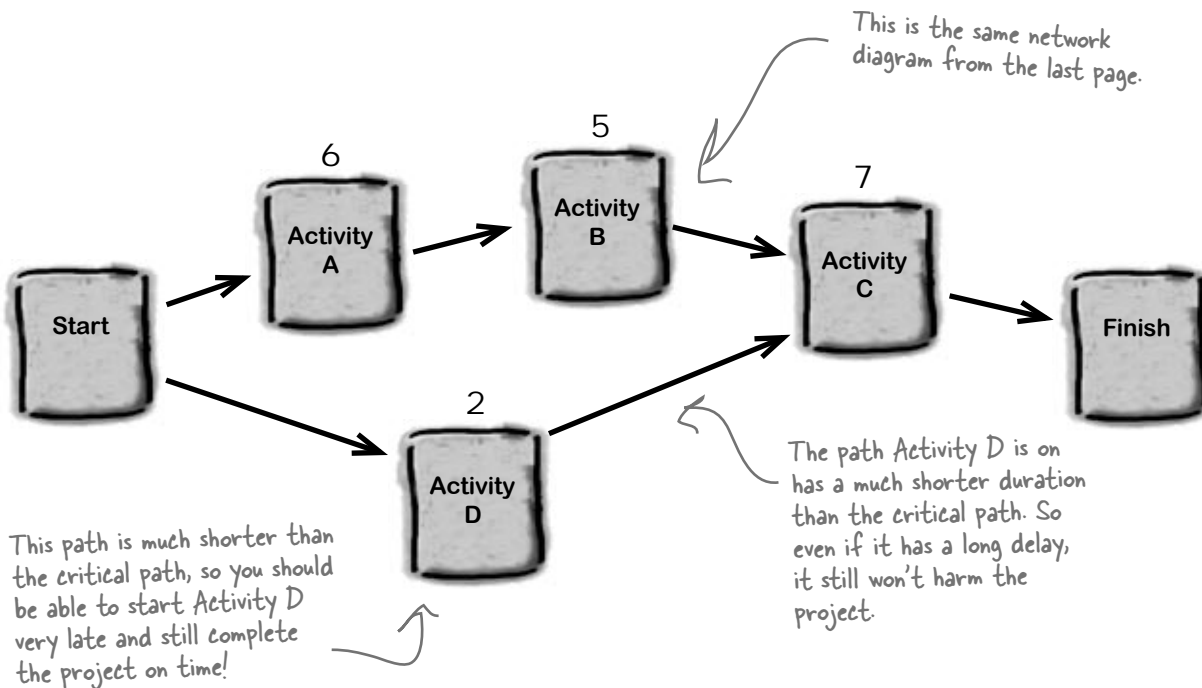 This is the same network
diagram from the last page.
5
6
7
Activity
B
Activity
A
Activity
C
Start
Finish
2
Activity
D
The path Activity D is on
has a much shorter duration
than the critical path. So
even if it has a long delay,
it still won't harm the
project.
This path is much shorter than
the critical path, so you should
be able to start Activity D
very late and still complete
the project on time!